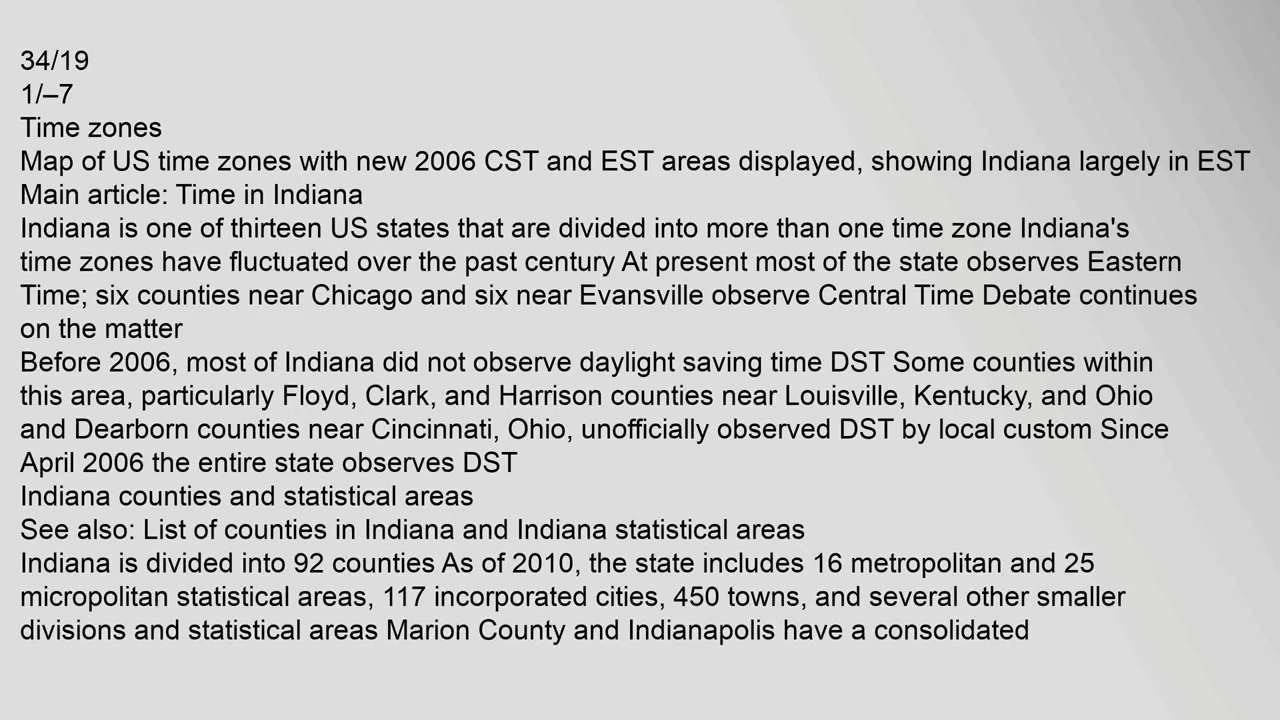 34/19
1/–7
Time zones
Map of US time zones with new 2006 CST and EST areas displayed, showing Indiana largely in EST
Main article: Time in Indiana
Indiana is one of thirteen US states that are divided into more than one time zone Indiana's
time zones have fluctuated over the past century At present most of the state observes Eastern
Time; six counties near Chicago and six near Evansville observe Central Time Debate continues
on the matter
Before 2006, most of Indiana did not observe daylight saving time DST Some counties within
this area, particularly Floyd, Clark, and Harrison counties near Louisville, Kentucky, and Ohio
and Dearborn counties near Cincinnati, Ohio, unofficially observed DST by local custom Since
April 2006 the entire state observes DST
Indiana counties and statistical areas
See also: List of counties in Indiana and Indiana statistical areas
Indiana is divided into 92 counties As of 2010, the state includes 16 metropolitan and 25
micropolitan statistical areas, 117 incorporated cities, 450 towns, and several other smaller
divisions and statistical areas Marion County and Indianapolis have a consolidated